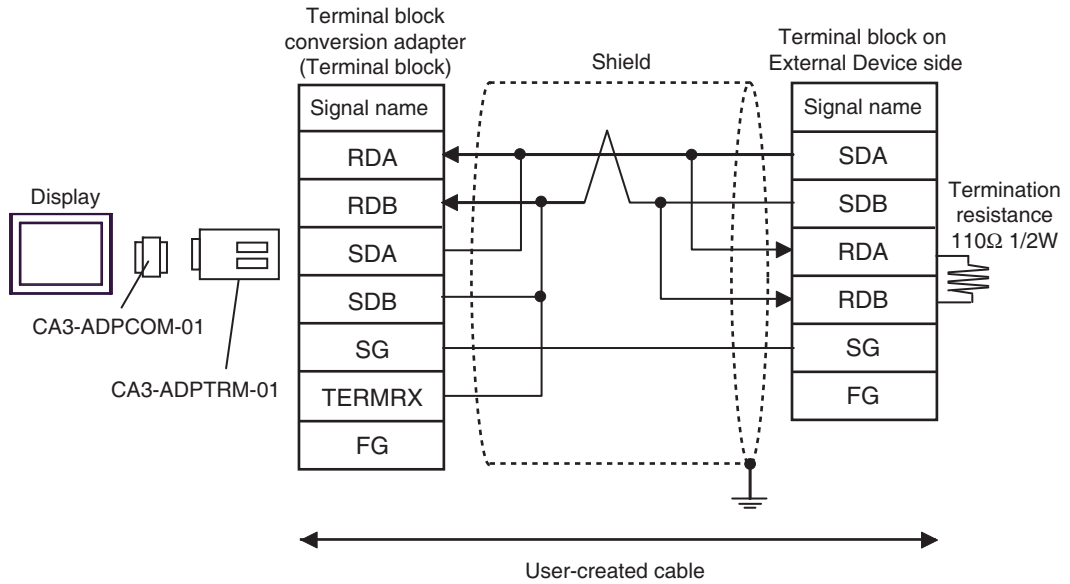 Terminal block
conversion adapter
(Terminal block)
Shield
Terminal block on
External Device side
Signal name
RDA
RDB
SDA
SDB
SG
TERMRX
FG
Signal name
SDA
SDB
RDA
RDB
SG
FG
Display
CA3-ADPCOM-01
CA3-ADPTRM-01
Termination
resistance
110Ω 1/2W
User-created cable